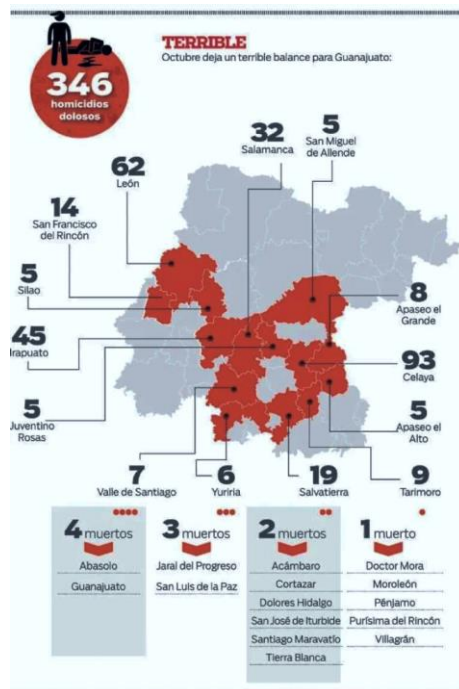 TERRIBLE
Octubre deja un terrible balance para Guanajuato:
346
homicidios
dolosos
62
León
32
Salamanca
5
San Miguel
de Allende
14
San Francisco
del Rincón
5
Silao
8
Apaseo el
Grande
45
Irapuato
93
Celaya
5
Juventino
Rosas
5
Apaseo el
Alto
7
Valle de Santiago
6
Yuriria
19
Salvatierra
9
Tarimoro
4 muertos
Abasolo
Guanajuato
3 muertos
Jaral del Progreso
San Luis de la Paz
2 muertos
Acámbaro
Cortazar
Dolores Hidalgo
San José de Iturbide
Santiago Maravatío
Tierra Blanca
1 muerto
Doctor Mora
Moroleón
Pénjamo
Purísima del Rincón
Villagrán